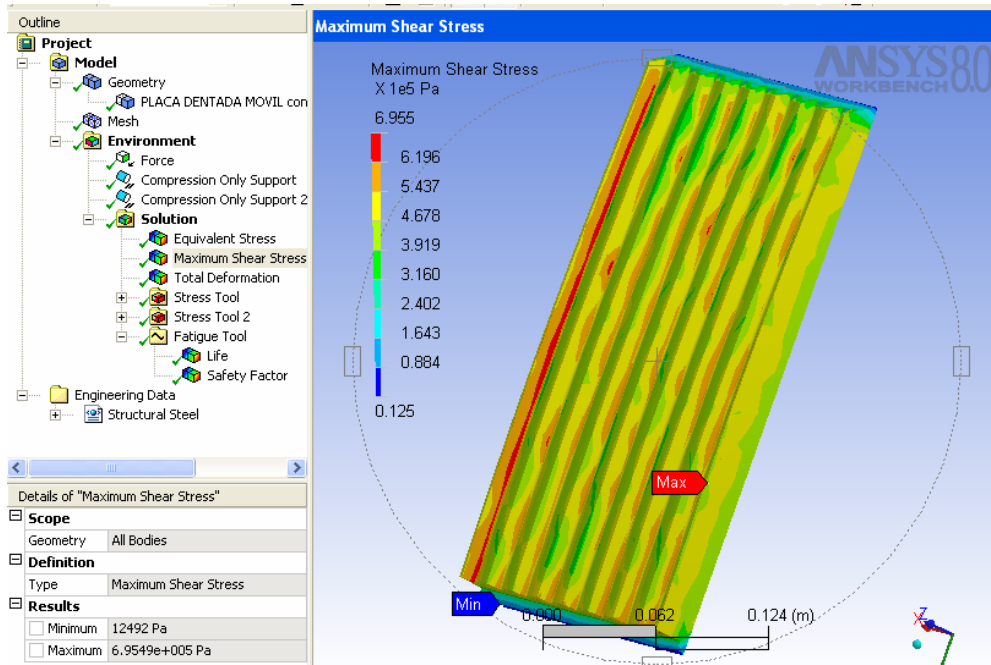 Outline
Project
Model
Geometry
PLACA DENTADA MOVIL con
Mesh
Environment
Force
Compression Only Support
Compression Only Support 2
Solution
Equivalent Stress
Maximum Shear Stress
Total Deformation
Stress Tool
Stress Tool 2
Fatigue Tool
Life
Safety Factor
Engineering Data
Structural Steel
Details of "Maximum Shear Stress"
Scope
Geometry All Bodies
Definition
Type Maximum Shear Stress
Results
Minimum 12492 Pa
Maximum 6.9549e+005 Pa
Maximum Shear Stress
Maximum Shear Stress
X 1e5 Pa
6.955
6.196
5.437
4.678
3.919
3.160
2.402
1.643
0.884
0.125
ANSYS 8.0
WORKBENCH
Max
Min
0.000 0.062 0.124 (m)
Z
X